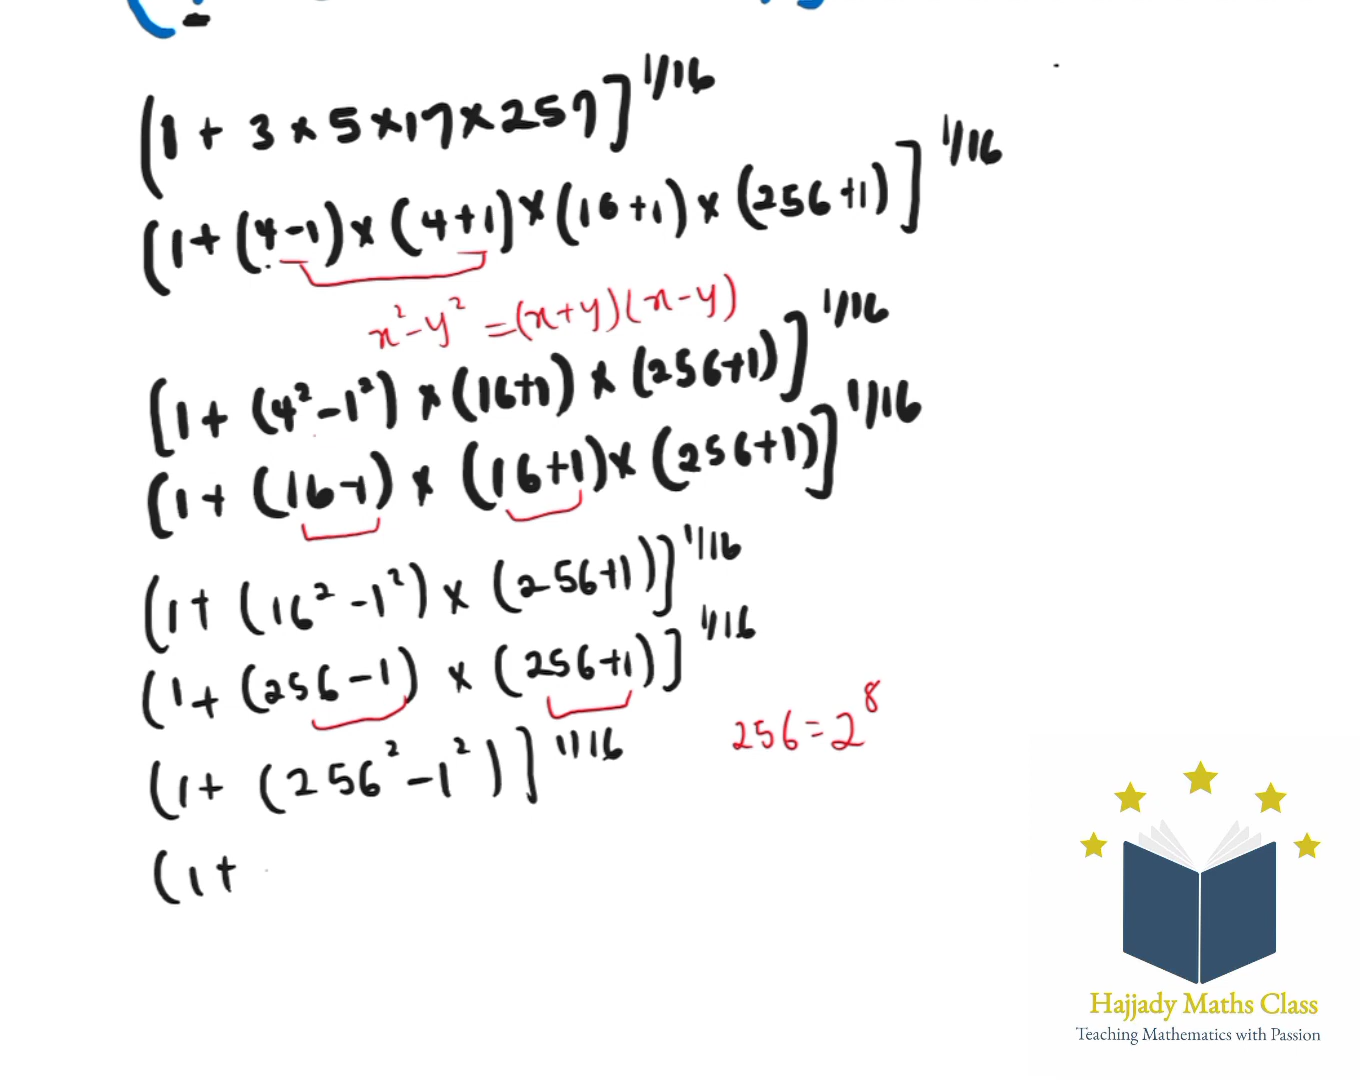 (1 + 3 × 5 × 17 × 257]^1/16
(1 + (4 - 1) × (4 + 1) × (16 + 1) × (256 + 1)]^1/16
x² - y² = (x + y)(x - y)
[1 + (4² - 1²) × (16 + 1) × (256 + 1)]^1/16
(1 + (16 - 1) × (16 + 1) × (256 + 1)]^1/16
(1 + (16² - 1²) × (256 + 1)]^1/16
(1 + (256 - 1) × (256 + 1)]^1/16
256 = 2⁸
(1 + (256² - 1²)]^1/16
(1 +
Hajjady Maths Class
Teaching Mathematics with Passion